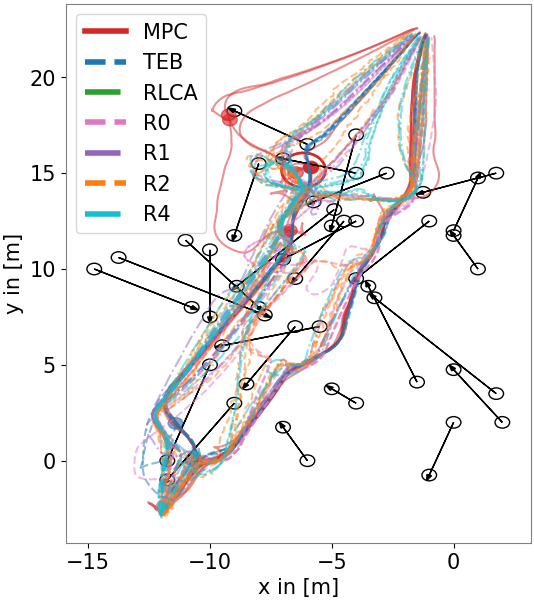 MPC
TEB
RLCA
R0
R1
R2
R4
20
15
10
5
0
y in [m]
−15
−10
−5
0
x in [m]